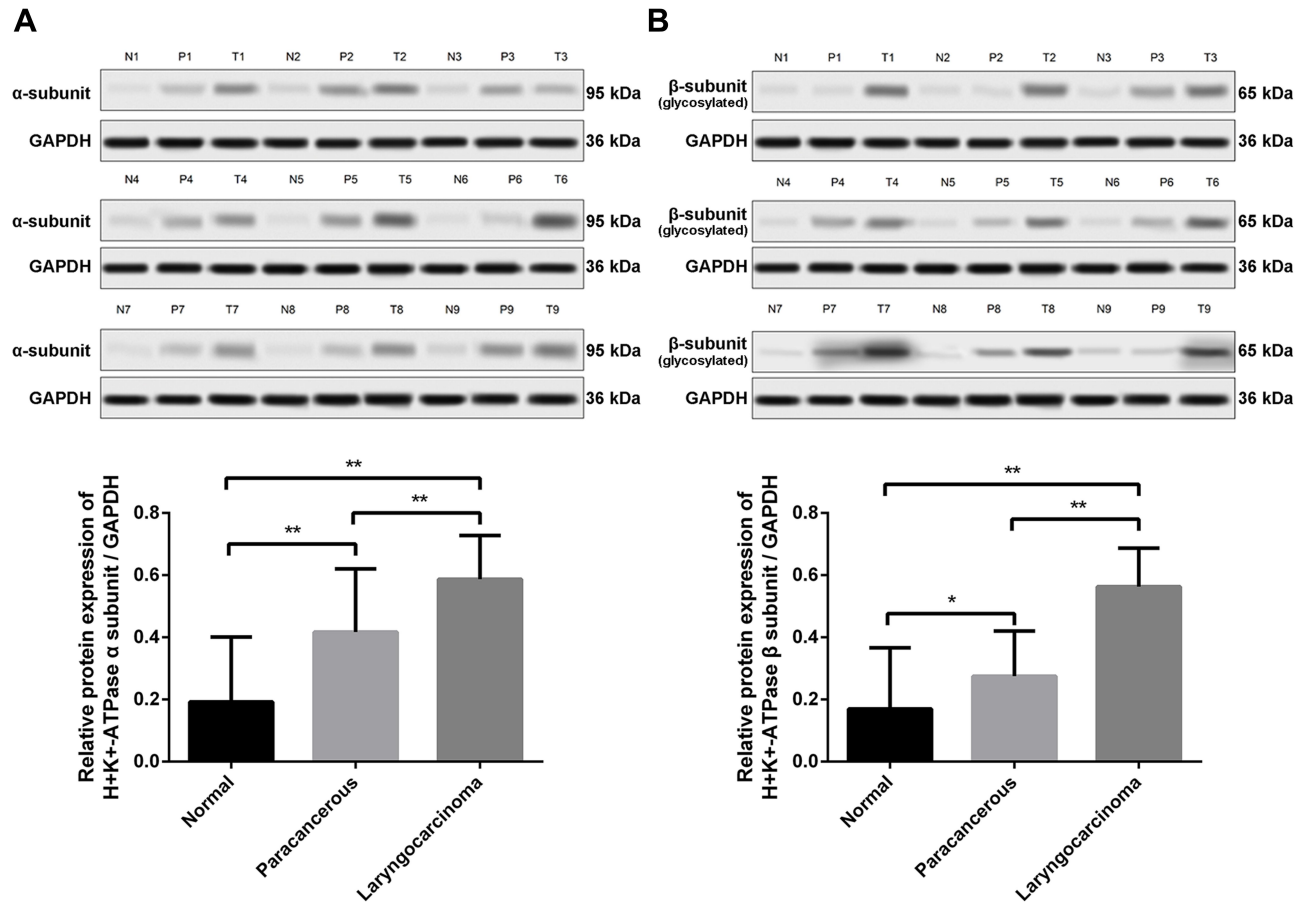 A
N1 P1 T1 N2 P2 T2 N3 P3 T3
α-subunit 95 kDa
GAPDH 36 kDa
N4 P4 T4 N5 P5 T5 N6 P6 T6
α-subunit 95 kDa
GAPDH 36 kDa
N7 P7 T7 N8 P8 T8 N9 P9 T9
α-subunit 95 kDa
GAPDH 36 kDa
Relative protein expression of
H+K+-ATPase α subunit / GAPDH
**
**
**
0.8
0.6
0.4
0.2
0.0
Normal
Paracancerous
Laryngocarcinoma
B
N1 P1 T1 N2 P2 T2 N3 P3 T3
β-subunit 65 kDa
(glycosylated)
GAPDH 36 kDa
N4 P4 T4 N5 P5 T5 N6 P6 T6
β-subunit 65 kDa
(glycosylated)
GAPDH 36 kDa
N7 P7 T7 N8 P8 T8 N9 P9 T9
β-subunit 65 kDa
(glycosylated)
GAPDH 36 kDa
Relative protein expression of
H+K+-ATPase β subunit / GAPDH
**
**
*
0.8
0.6
0.4
0.2
0.0
Normal
Paracancerous
Laryngocarcinoma